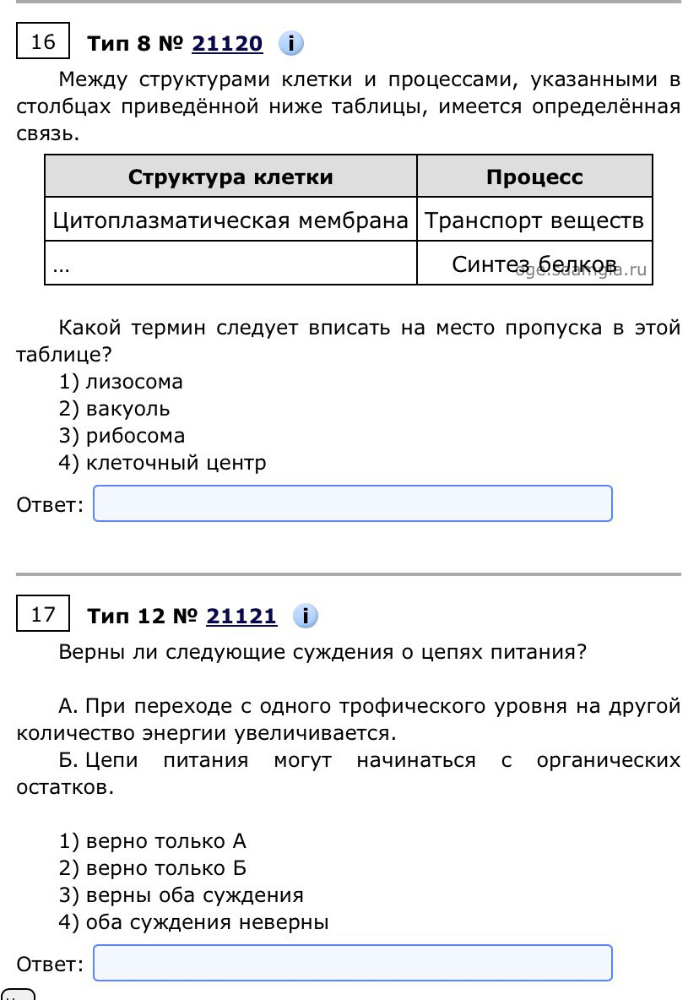 16 Тип 8 № 21120 i
Между структурами клетки и процессами, указанными в
столбцах приведённой ниже таблицы, имеется определённая
связь.
Структура клетки Процесс
Цитоплазматическая мембрана Транспорт веществ
... Синтез белков
oge.sdamgia.ru
Какой термин следует вписать на место пропуска в этой
таблице?
1) лизосома
2) вакуоль
3) рибосома
4) клеточный центр
Ответ:
17 Тип 12 № 21121 i
Верны ли следующие суждения о цепях питания?
А. При переходе с одного трофического уровня на другой
количество энергии увеличивается.
Б. Цепи питания могут начинаться с органических
остатков.
1) верно только А
2) верно только Б
3) верны оба суждения
4) оба суждения неверны
Ответ: